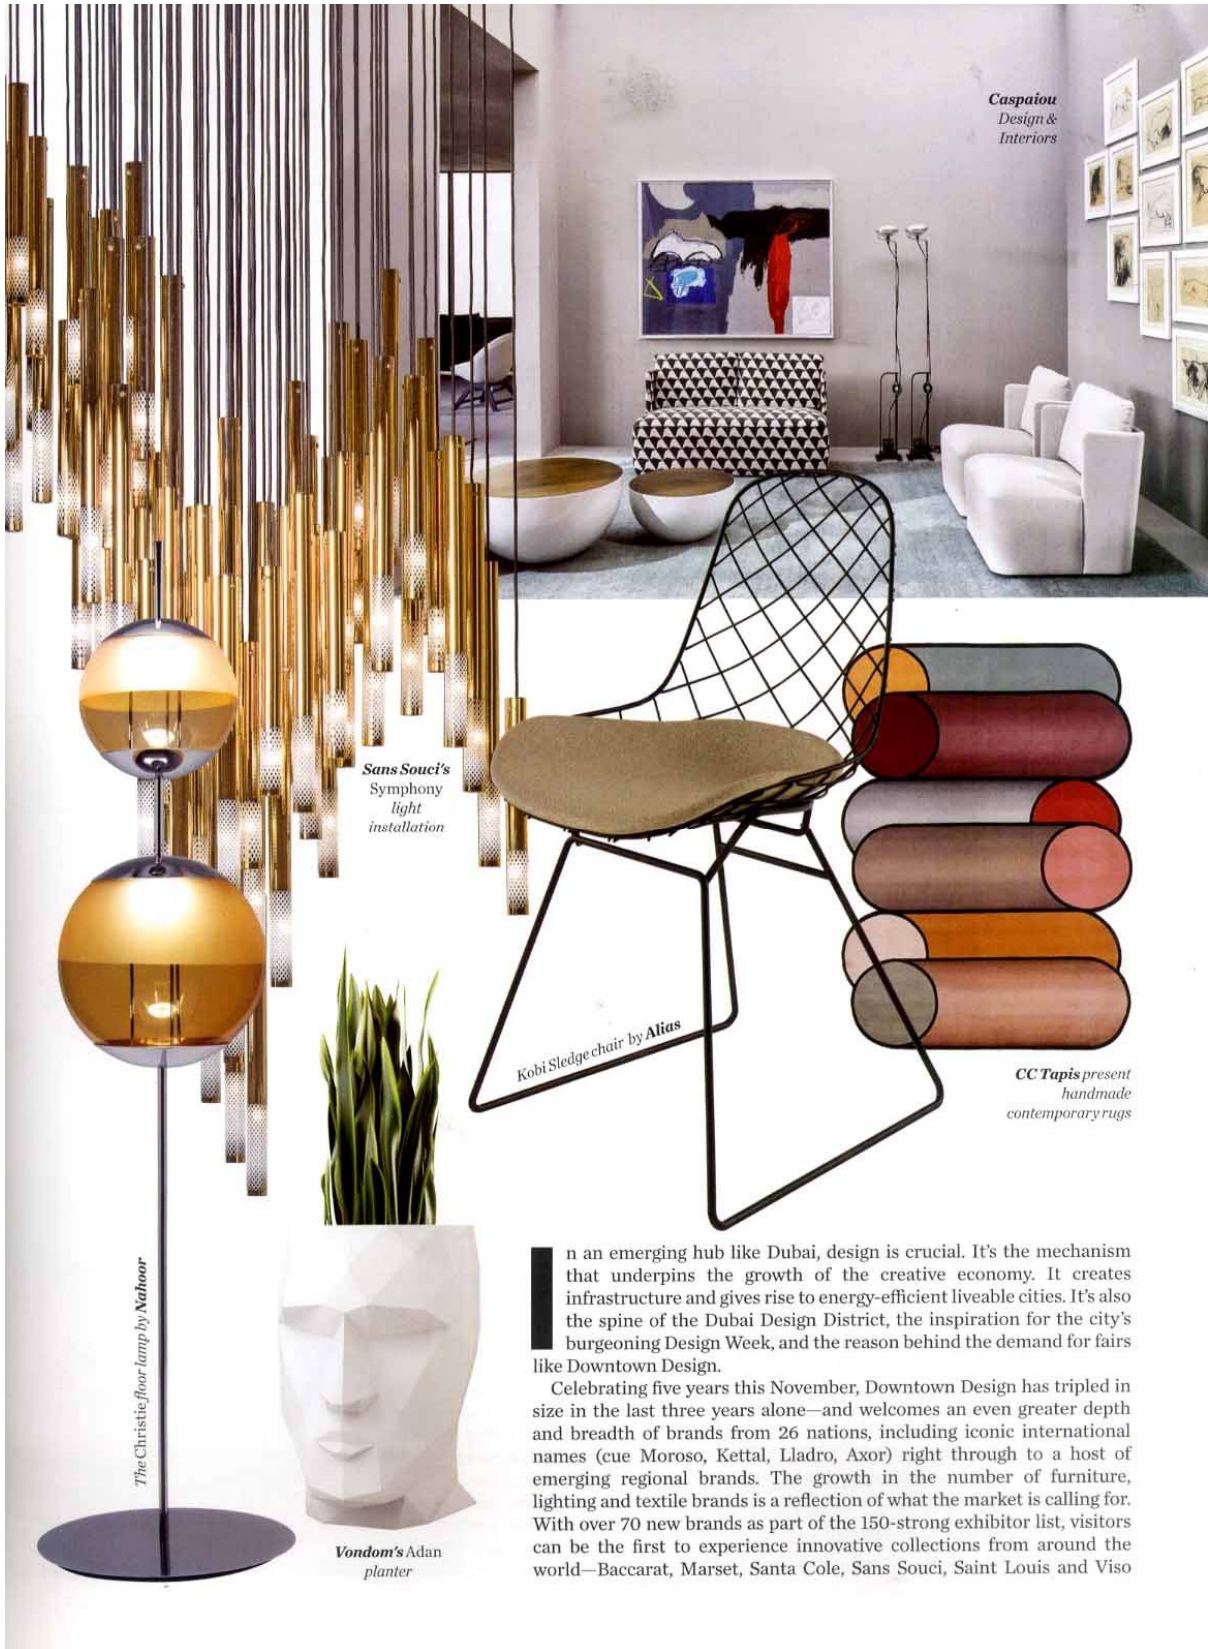 Caspaiou
Design &
Interiors
Sans Souci's
Symphony
light
installation
Kobi Sledge chair by Alias
CC Tapis present
handmade
contemporary rugs
The Christie floor lamp by Nahoor
Vondom's Adan
planter
In an emerging hub like Dubai, design is crucial. It's the mechanism
that underpins the growth of the creative economy. It creates
infrastructure and gives rise to energy-efficient liveable cities. It's also
the spine of the Dubai Design District, the inspiration for the city's
burgeoning Design Week, and the reason behind the demand for fairs
like Downtown Design.
Celebrating five years this November, Downtown Design has tripled in
size in the last three years alone—and welcomes an even greater depth
and breadth of brands from 26 nations, including iconic international
names (cue Moroso, Kettal, Lladro, Axor) right through to a host of
emerging regional brands. The growth in the number of furniture,
lighting and textile brands is a reflection of what the market is calling for.
With over 70 new brands as part of the 150-strong exhibitor list, visitors
can be the first to experience innovative collections from around the
world—Baccarat, Marset, Santa Cole, Sans Souci, Saint Louis and Viso